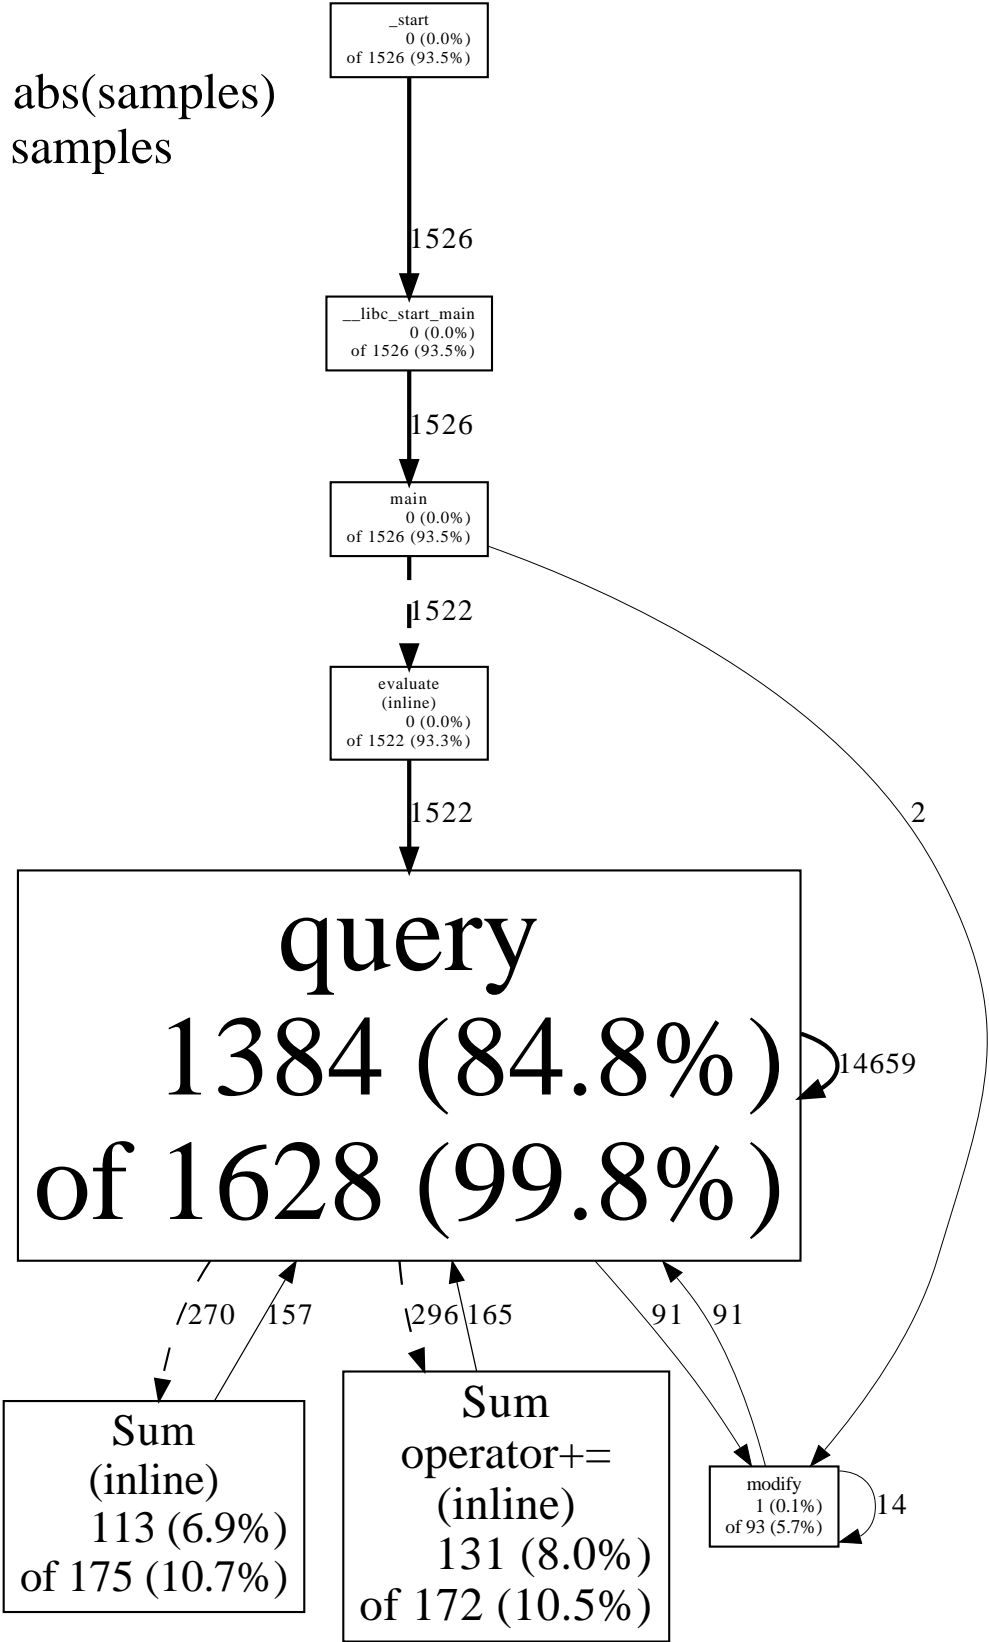 _start
0 (0.0%)
of 1526 (93.5%)
abs(samples)
samples
1526
__libc_start_main
0 (0.0%)
of 1526 (93.5%)
1526
main
0 (0.0%)
of 1526 (93.5%)
1522
evaluate
(inline)
0 (0.0%)
of 1522 (93.3%)
1522
2
query
1384 (84.8%)
of 1628 (99.8%)
14659
270
157
296
165
91
91
Sum
(inline)
113 (6.9%)
of 175 (10.7%)
Sum
operator+=
(inline)
131 (8.0%)
of 172 (10.5%)
modify
1 (0.1%)
of 93 (5.7%)
14